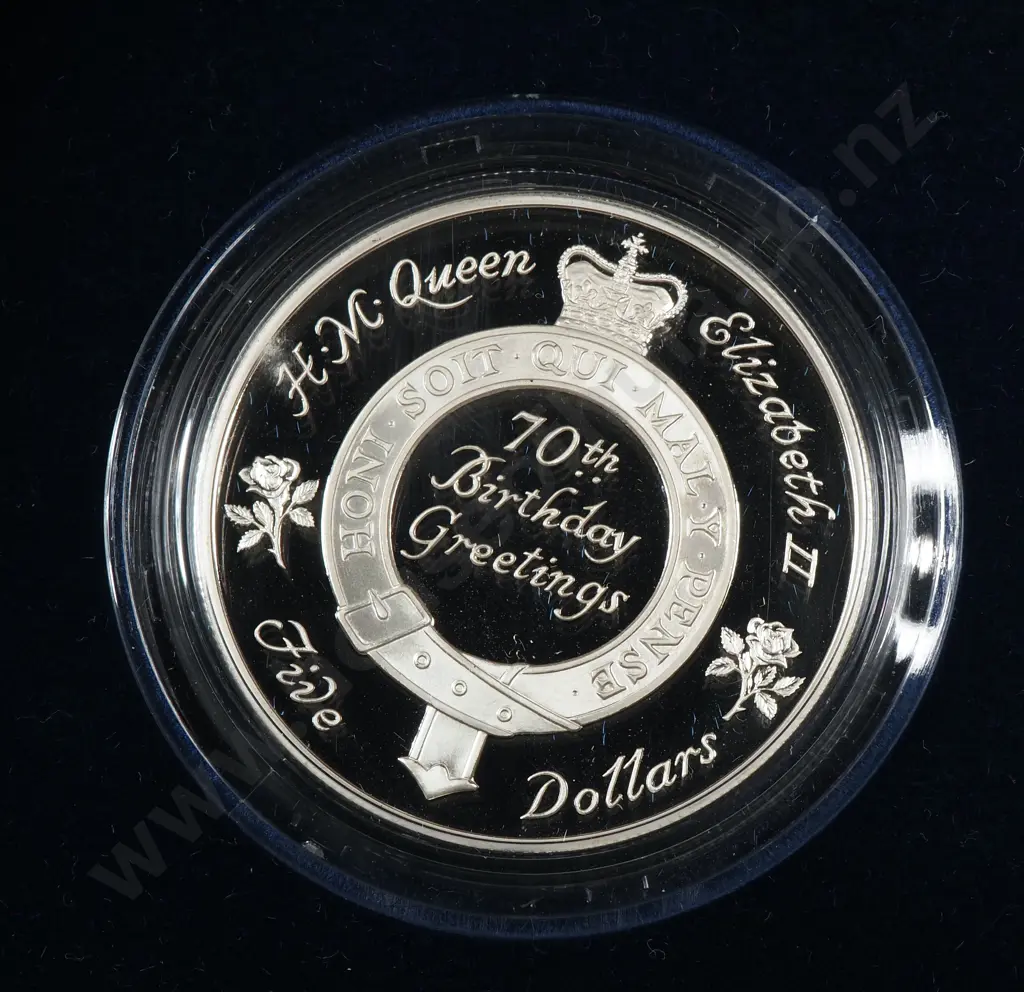 H·M·Queen
Elizabeth II
HONI·SOIT·QUI·MAL·Y·PENSE·
70th
Birthday
Greetings
Five
Dollars